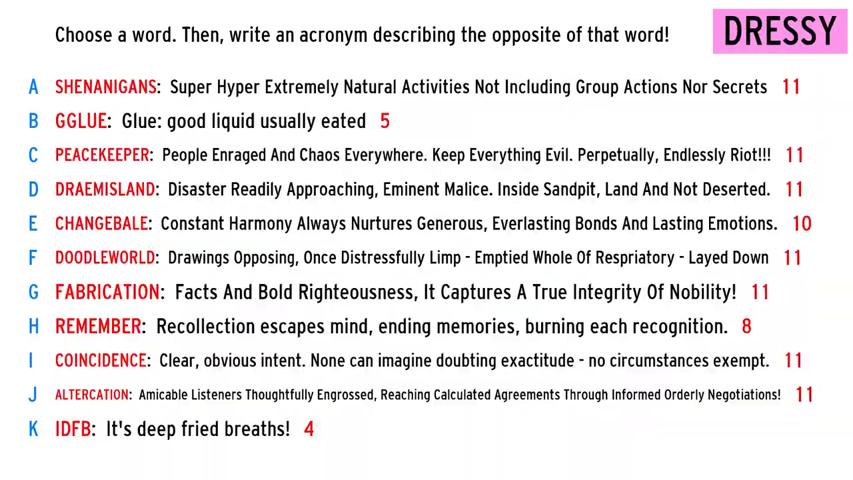 Choose a word. Then, write an acronym describing the opposite of that word!
DRESSY
A SHENANIGANS: Super Hyper Extremely Natural Activities Not Including Group Actions Nor Secrets 11
B GGLUE: Glue: good liquid usually eated 5
C PEACEKEEPER: People Enraged And Chaos Everywhere. Keep Everything Evil. Perpetually, Endlessly Riot!!! 11
D DRAEMISLAND: Disaster Readily Approaching, Eminent Malice. Inside Sandpit, Land And Not Deserted. 11
E CHANGEBALE: Constant Harmony Always Nurtures Generous, Everlasting Bonds And Lasting Emotions. 10
F DOODLEWORLD: Drawings Opposing, Once Distressfully Limp - Emptied Whole Of Respriatory - Layed Down 11
G FABRICATION: Facts And Bold Righteousness, It Captures A True Integrity Of Nobility! 11
H REMEMBER: Recollection escapes mind, ending memories, burning each recognition. 8
I COINCIDENCE: Clear, obvious intent. None can imagine doubting exactitude - no circumstances exempt. 11
J ALTERCATION: Amicable Listeners Thoughtfully Engrossed, Reaching Calculated Agreements Through Informed Orderly Negotiations! 11
K IDFB: It's deep fried breaths! 4